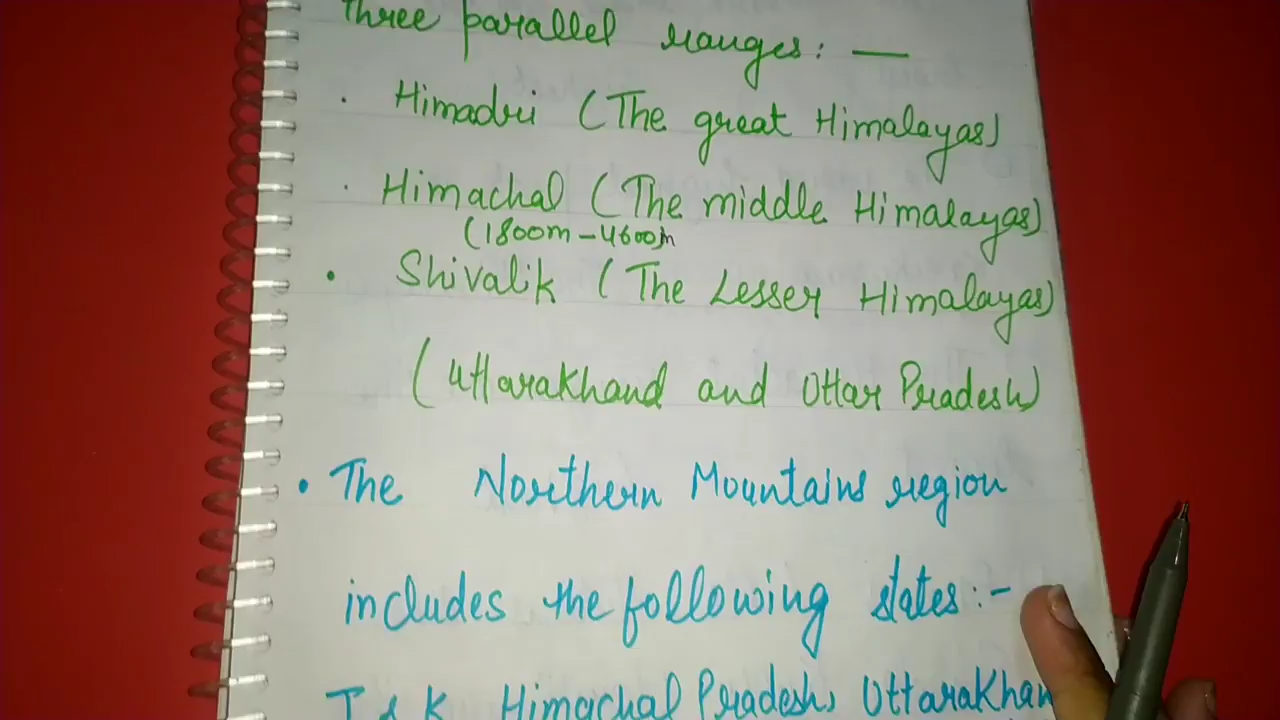 Three parallel ranges: —
· Himadri (The great Himalayas)
· Himachal (The middle Himalayas)
(1800m - 4600m
· Shivalik (The Lesser Himalayas)
(Uttarakhand and Uttar Pradesh)
· The Northern Mountains region
includes the following states:-
J & K Himachal Pradesh, Uttarakhan